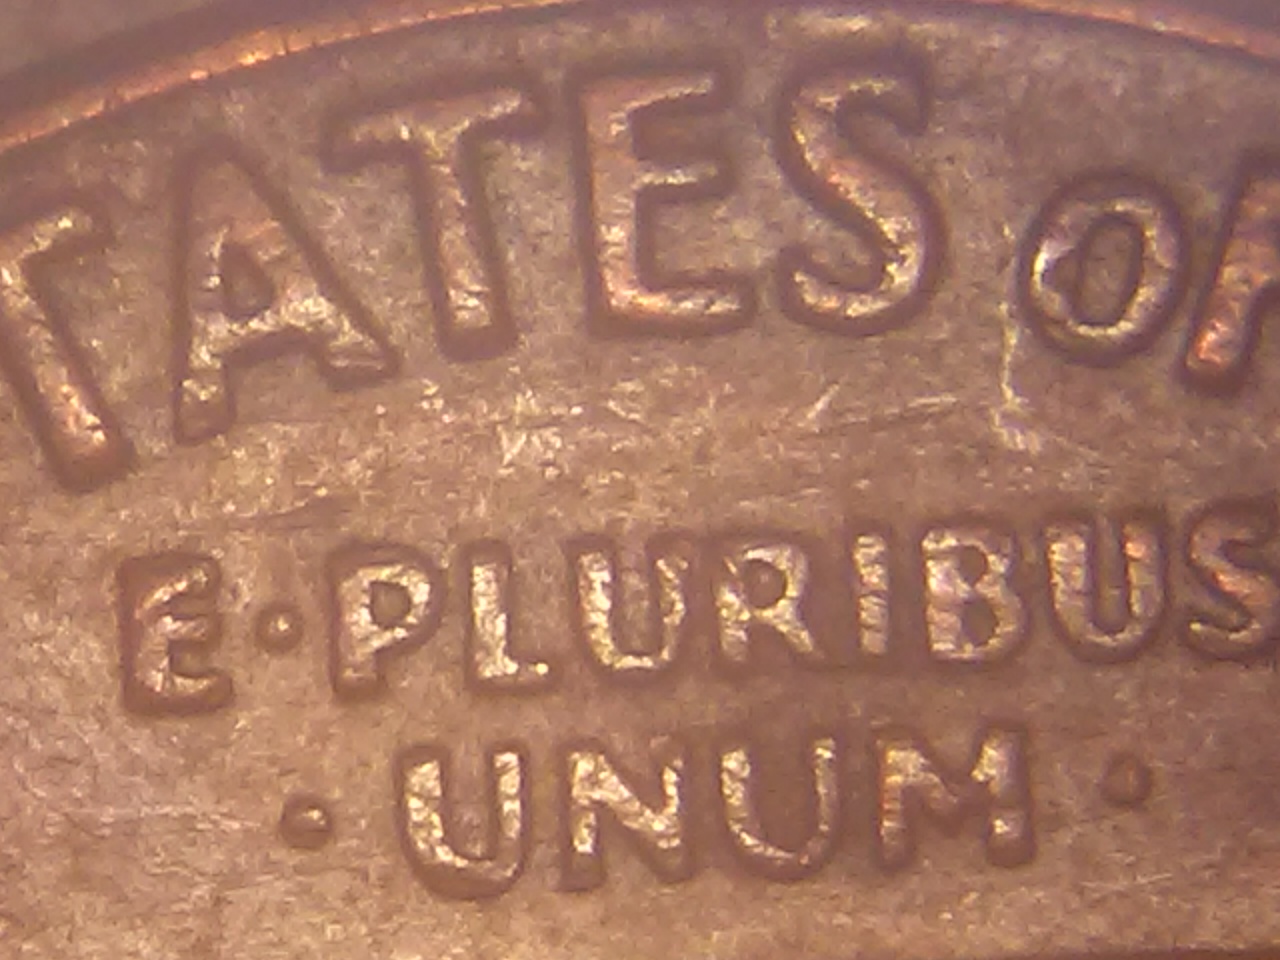 TATES OF
E·PLURIBUS
·UNUM·